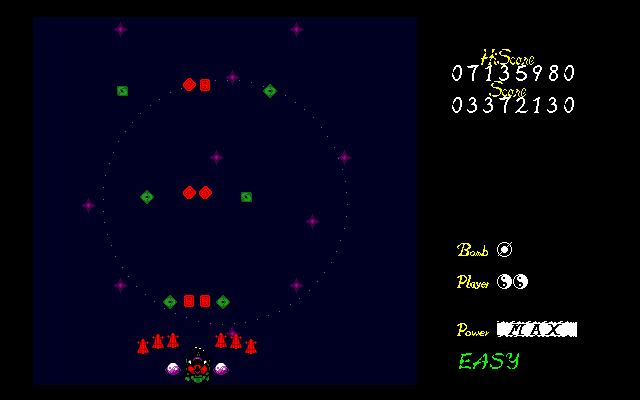 HiScore
07135980
Score
03372130
Bomb
Player
Power MAX
EASY